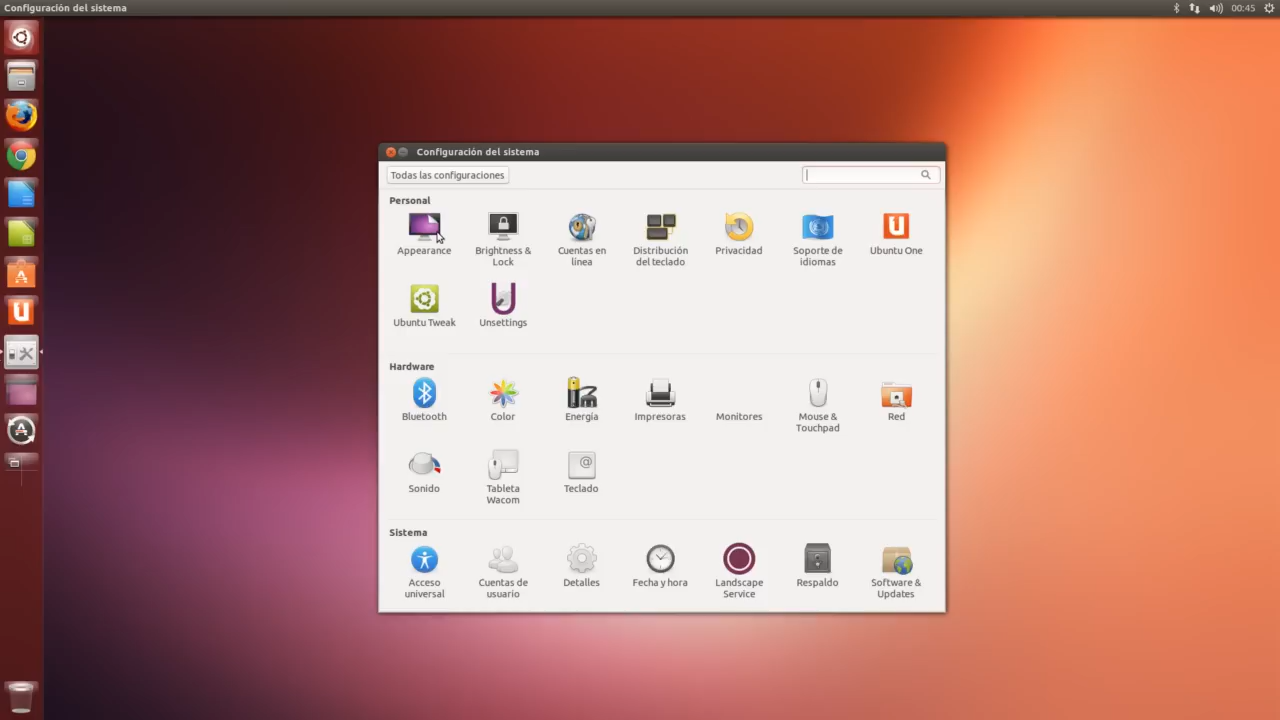 Configuración del sistema
00:45
Configuración del sistema
Todas las configuraciones
Personal
Appearance
Brightness &
Lock
Cuentas en
línea
Distribución
del teclado
Privacidad
Soporte de
idiomas
Ubuntu One
Ubuntu Tweak
Unsettings
Hardware
Bluetooth
Color
Energía
Impresoras
Monitores
Mouse &
Touchpad
Red
Sonido
Tableta
Wacom
Teclado
Sistema
Acceso
universal
Cuentas de
usuario
Detalles
Fecha y hora
Landscape
Service
Respaldo
Software &
Updates